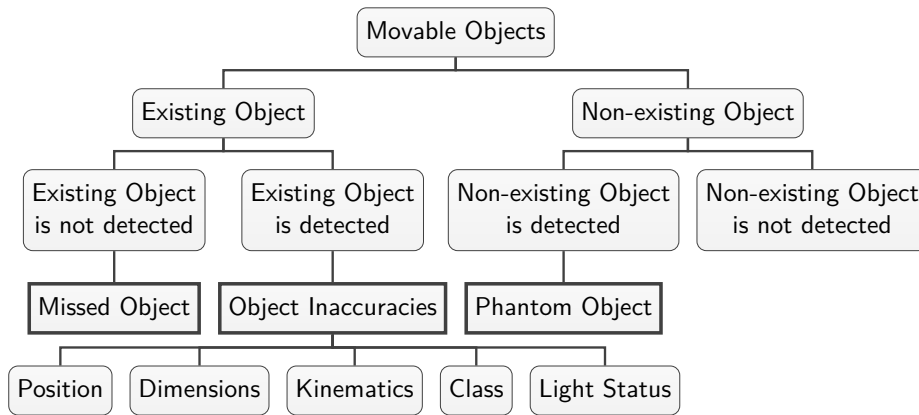 Movable Objects
Existing Object
Non-existing Object
Existing Object
is not detected
Existing Object
is detected
Non-existing Object
is detected
Non-existing Object
is not detected
Missed Object
Object Inaccuracies
Phantom Object
Position
Dimensions
Kinematics
Class
Light Status